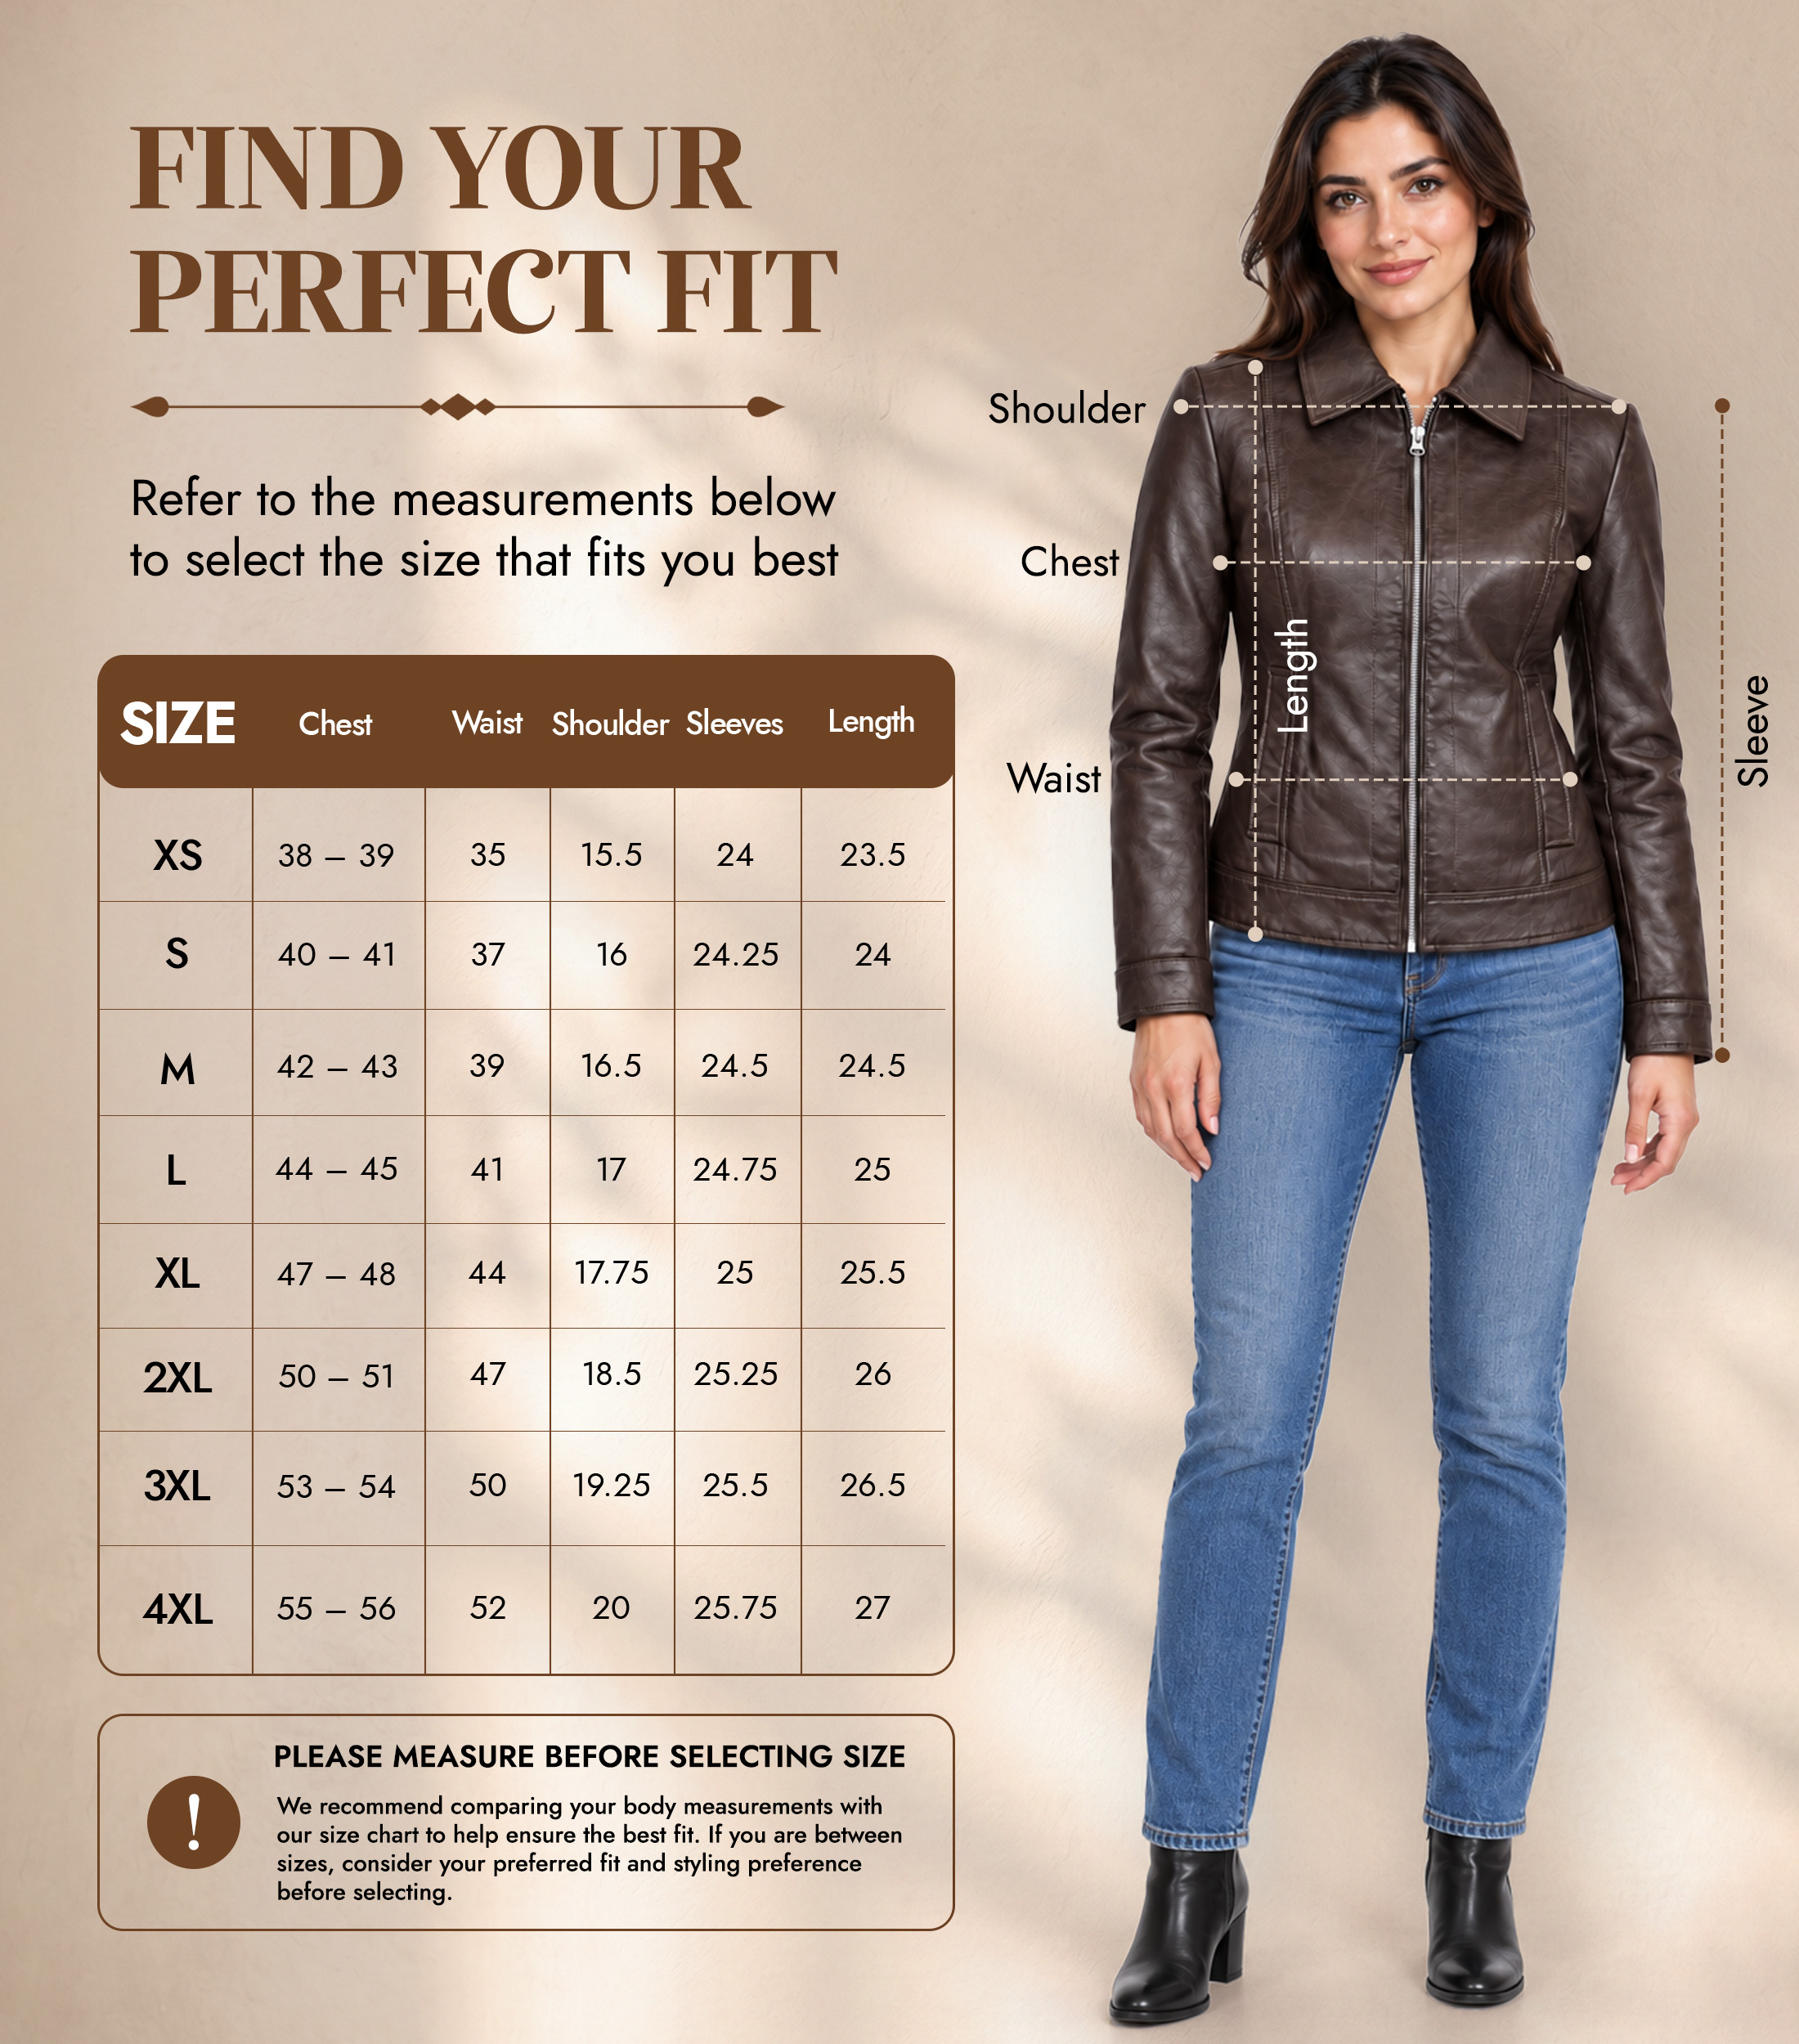 FIND YOUR
PERFECT FIT
Refer to the measurements below
to select the size that fits you best
SIZE Chest Waist Shoulder Sleeves Length
XS 38 – 39 35 15.5 24 23.5
S 40 – 41 37 16 24.25 24
M 42 – 43 39 16.5 24.5 24.5
L 44 – 45 41 17 24.75 25
XL 47 – 48 44 17.75 25 25.5
2XL 50 – 51 47 18.5 25.25 26
3XL 53 – 54 50 19.25 25.5 26.5
4XL 55 – 56 52 20 25.75 27
!
PLEASE MEASURE BEFORE SELECTING SIZE
We recommend comparing your body measurements with
our size chart to help ensure the best fit. If you are between
sizes, consider your preferred fit and styling preference
before selecting.
Shoulder
Chest
Length
Waist
Sleeve